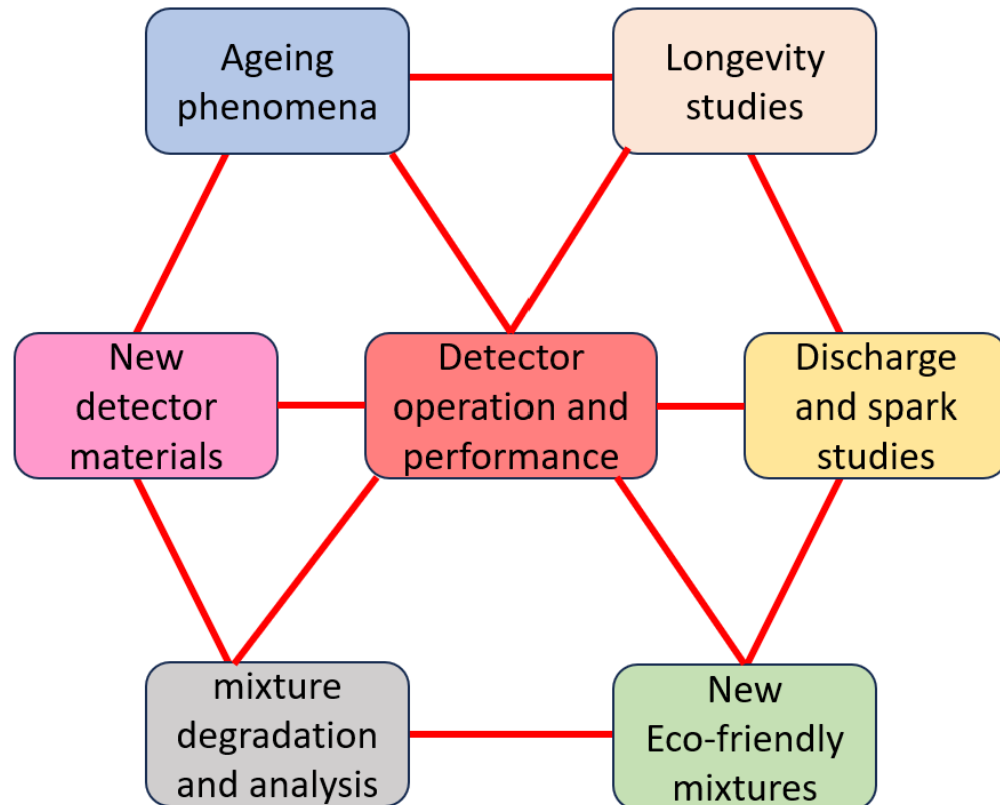 Ageing
phenomena
Longevity
studies
New
detector
materials
Detector
operation and
performance
Discharge
and spark
studies
mixture
degradation
and analysis
New
Eco-friendly
mixtures